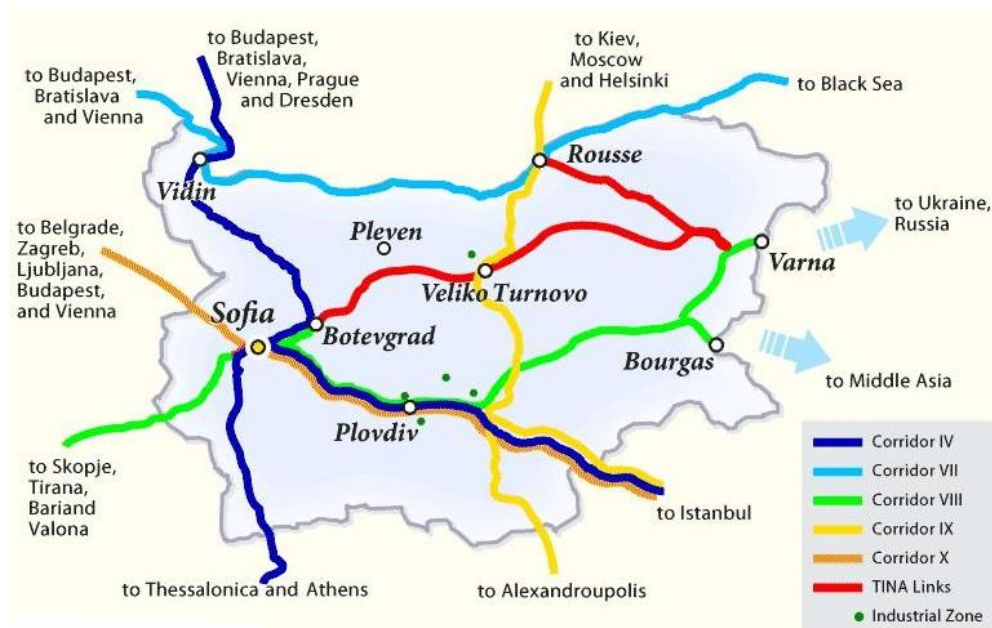 to Budapest,
Bratislava,
Vienna, Prague
and Dresden
to Kiev,
Moscow
and Helsinki
to Budapest,
Bratislava
and Vienna
to Black Sea
Rousse
Vidin
to Ukraine,
Russia
to Belgrade,
Zagreb,
Ljubljana,
Budapest,
and Vienna
Pleven
Varna
Veliko Turnovo
Sofia
Botevgrad
Bourgas
to Middle Asia
Plovdiv
to Skopje,
Tirana,
Bariand
Valona
to Istanbul
to Thessalonica and Athens
to Alexandroupolis
Corridor IV
Corridor VII
Corridor VIII
Corridor IX
Corridor X
TINA Links
Industrial Zone